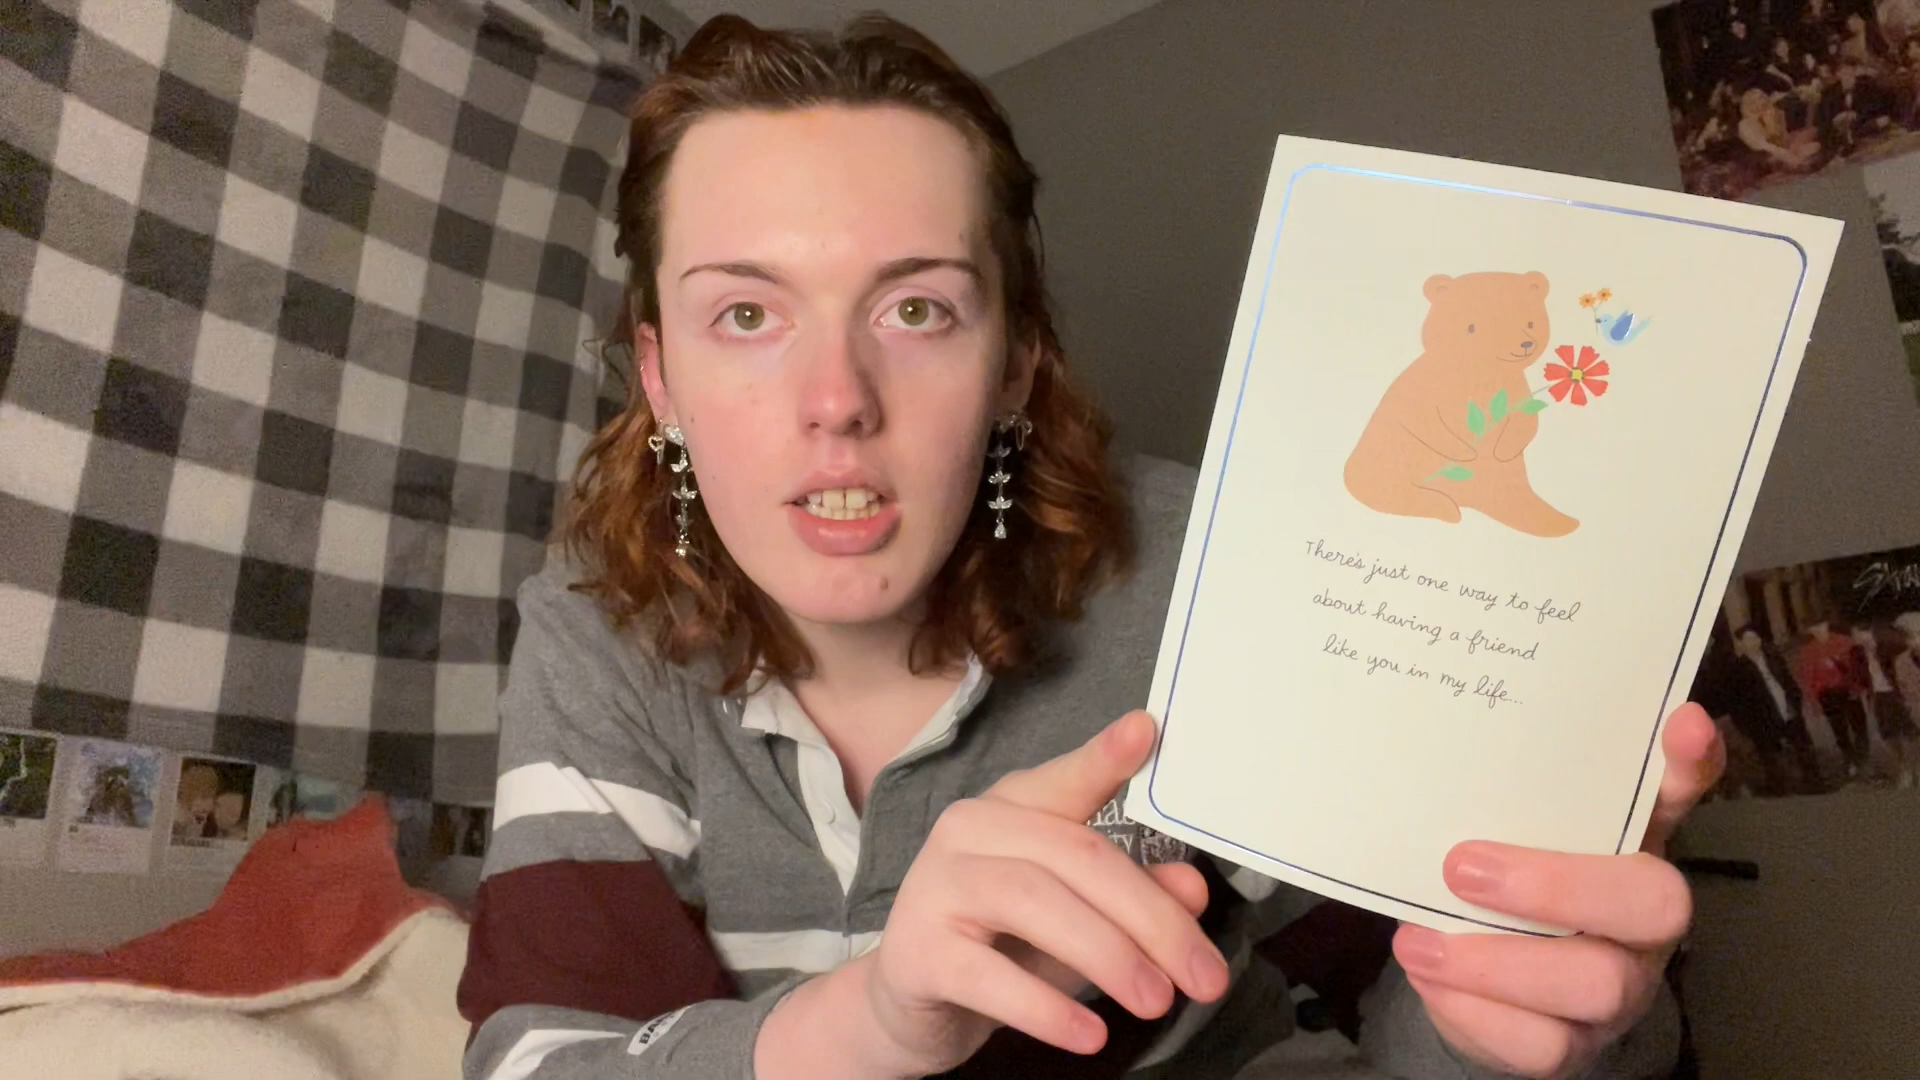 There's just one way to feel
about having a friend
like you in my life...